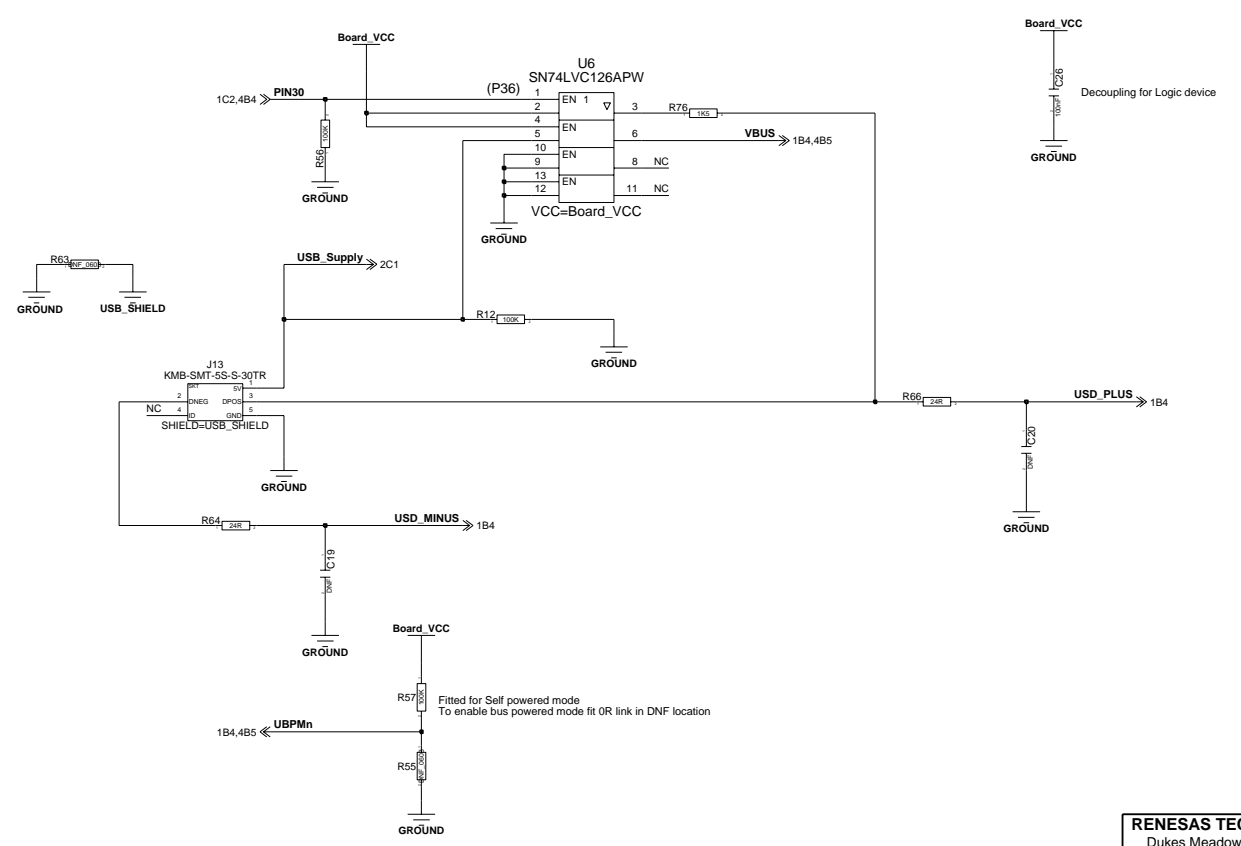 Board_VCC
Board_VCC
U6
SN74LVC126APW
(P36)
1C2,4B4
PIN30
1
EN 1
2
3
R76
1K5
4
EN
5
6
VBUS
1B4,4B5
10
EN
9
8
NC
13
EN
12
11
NC
VCC=Board_VCC
GROUND
R56
100K
GROUND
C26
100nF
Decoupling for Logic device
GROUND
R63
DNF_0603
GROUND
USB_SHIELD
USB_Supply
2C1
R12
100K
GROUND
J13
KMB-SMT-5S-S-30TR
SKT
5V
1
2
DNEG
DPOS
3
NC
4
ID
GND
5
SHIELD=USB_SHIELD
GROUND
R66
24R
USD_PLUS
1B4
C20
DNF
GROUND
R64
24R
USD_MINUS
1B4
C19
DNF
GROUND
Board_VCC
R57
100K
Fitted for Self powered mode
To enable bus powered mode fit 0R link in DNF location
1B4,4B5
UBPMn
R55
DNF_0603
GROUND
RENESAS TEC
Dukes Meadow